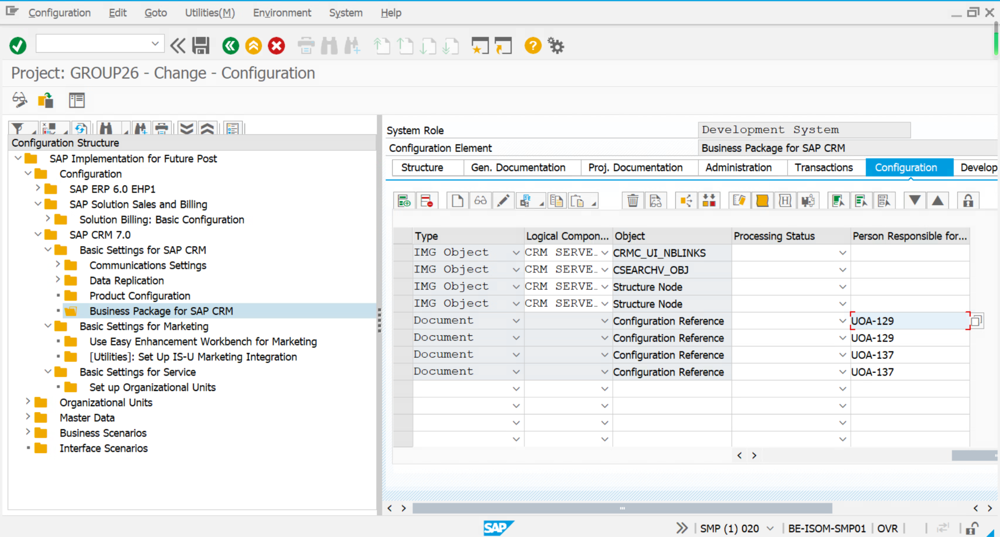 Configuration Edit Goto Utilities(M) Environment System Help
Project: GROUP26 - Change - Configuration
Configuration Structure
SAP Implementation for Future Post
Configuration
SAP ERP 6.0 EHP1
SAP Solution Sales and Billing
Solution Billing: Basic Configuration
SAP CRM 7.0
Basic Settings for SAP CRM
Communications Settings
Data Replication
Product Configuration
Business Package for SAP CRM
Basic Settings for Marketing
Use Easy Enhancement Workbench for Marketing
[Utilities]: Set Up IS-U Marketing Integration
Basic Settings for Service
Set up Organizational Units
Organizational Units
Master Data
Business Scenarios
Interface Scenarios
System Role Development System
Configuration Element Business Package for SAP CRM
Structure Gen. Documentation Proj. Documentation Administration Transactions Configuration Develop
Type Logical Compon... Object Processing Status Person Responsible for...
IMG Object CRM SERVE… CRMC_UI_NBLINKS
IMG Object CRM SERVE… CSEARCHV_OBJ
IMG Object CRM SERVE… Structure Node
IMG Object CRM SERVE… Structure Node
Document Configuration Reference UOA-129
Document Configuration Reference UOA-129
Document Configuration Reference UOA-137
Document Configuration Reference UOA-137
SAP SMP (1) 020 BE-ISOM-SMP01 OVR